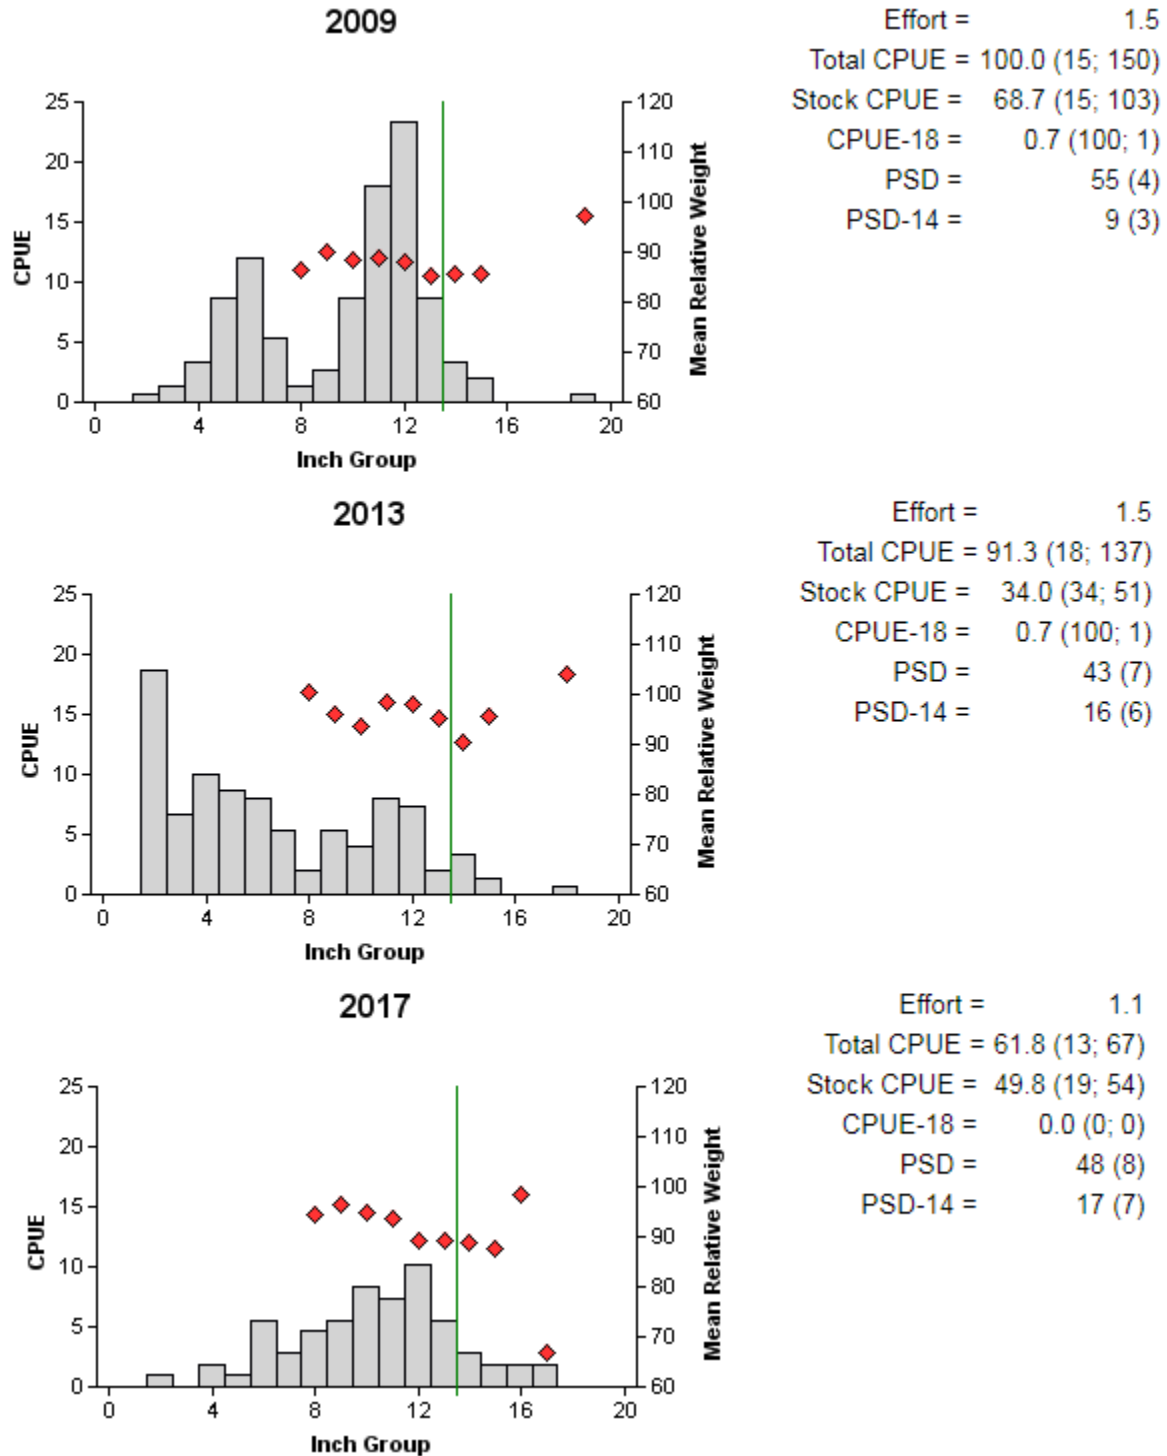 2009
Effort = 1.5
Total CPUE = 100.0 (15; 150)
Stock CPUE = 68.7 (15; 103)
CPUE-18 = 0.7 (100; 1)
PSD = 55 (4)
PSD-14 = 9 (3)
25
20
15
10
5
0
CPUE
120
110
100
90
80
70
60
Mean Relative Weight
0 4 8 12 16 20
Inch Group
2013
Effort = 1.5
Total CPUE = 91.3 (18; 137)
Stock CPUE = 34.0 (34; 51)
CPUE-18 = 0.7 (100; 1)
PSD = 43 (7)
PSD-14 = 16 (6)
25
20
15
10
5
0
CPUE
120
110
100
90
80
70
60
Mean Relative Weight
0 4 8 12 16 20
Inch Group
2017
Effort = 1.1
Total CPUE = 61.8 (13; 67)
Stock CPUE = 49.8 (19; 54)
CPUE-18 = 0.0 (0; 0)
PSD = 48 (8)
PSD-14 = 17 (7)
25
20
15
10
5
0
CPUE
120
110
100
90
80
70
60
Mean Relative Weight
0 4 8 12 16 20
Inch Group